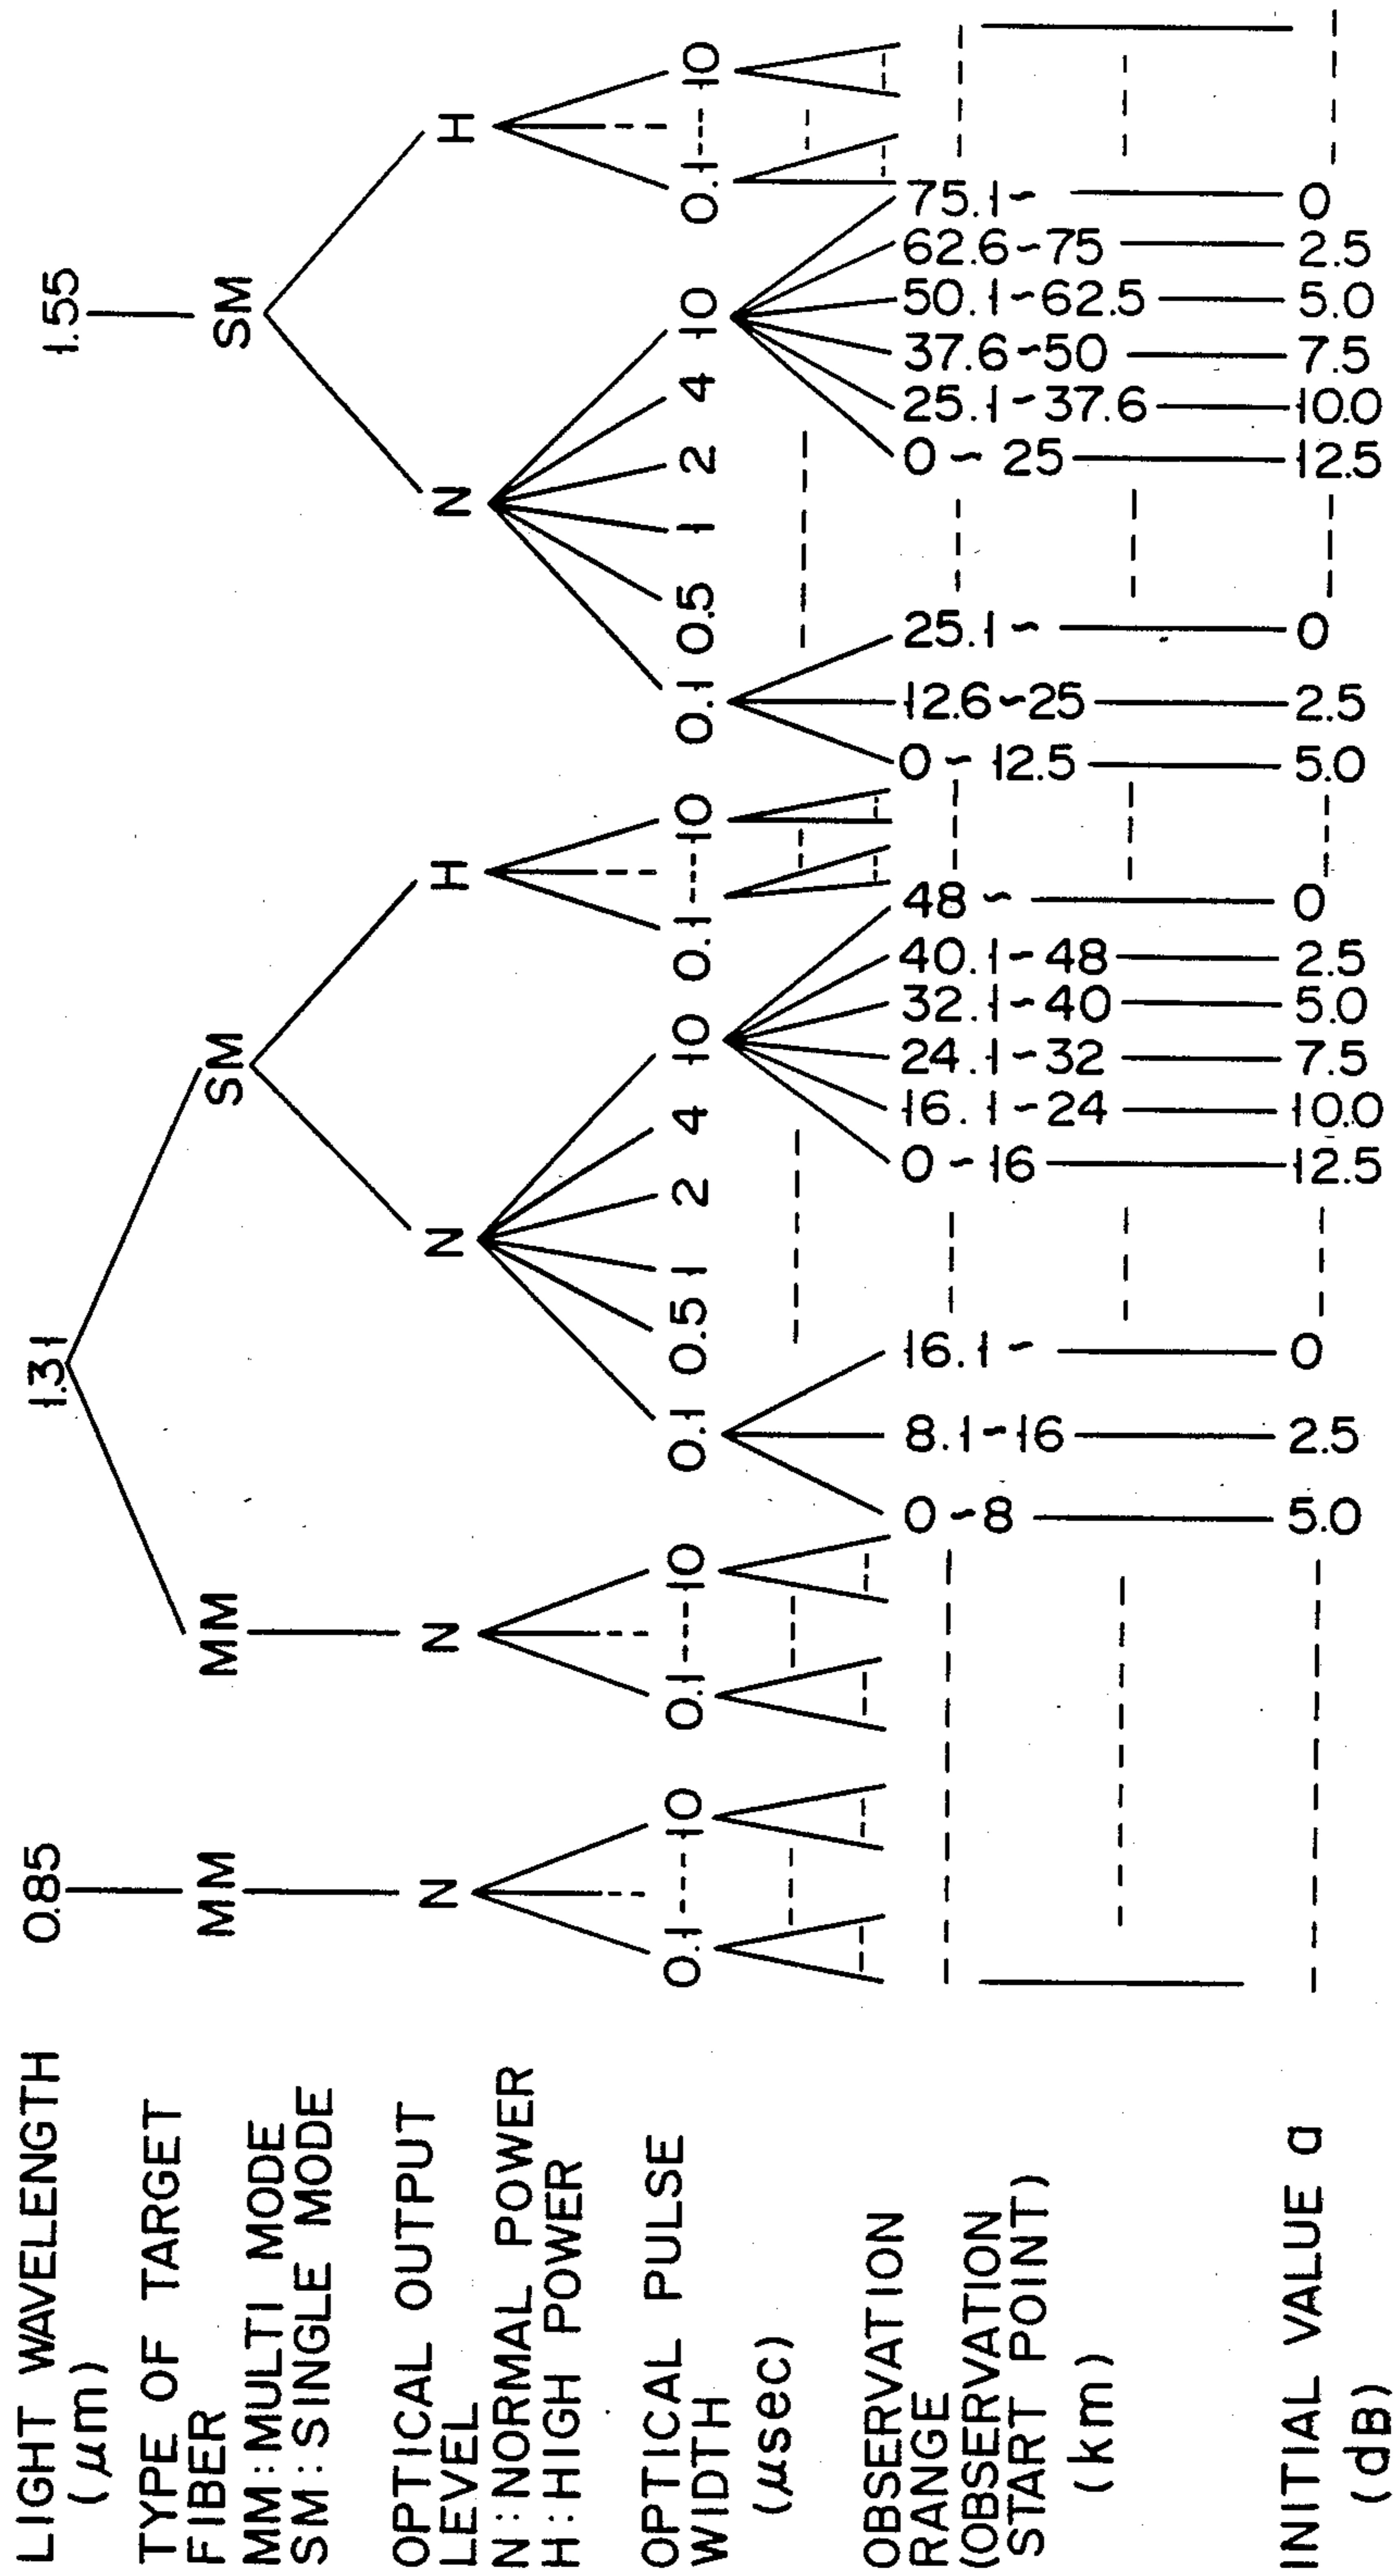 LIGHT WAVELENGTH 0.85 1.31 1.55
(μm)
TYPE OF TARGET MM MM SM SM
FIBER
MM:MULTI MODE
SM:SINGLE MODE
OPTICAL OUTPUT N N N H N H
LEVEL
N:NORMAL POWER
H:HIGH POWER
OPTICAL PULSE 0.1---10 0.1---10 0.1 0.5 1 2 4 10 0.1---10 0.1 0.5 1 2 4 10 0.1---10
WIDTH
(μsec)
OBSERVATION 0~8 8.1~16 16.1~ 0~16 16.1~24 24.1~32 32.1~40 40.1~48 48~ 0~12.5 12.6~25 25.1~ 0~25 25.1~37.6 37.6~50 50.1~62.5 62.6~75 75.1~
RANGE
(OBSERVATION
START POINT)
(km)
INITIAL VALUE a 5.0 2.5 0 12.5 10.0 7.5 5.0 2.5 0 5.0 2.5 0 12.5 10.0 7.5 5.0 2.5 0
(dB)